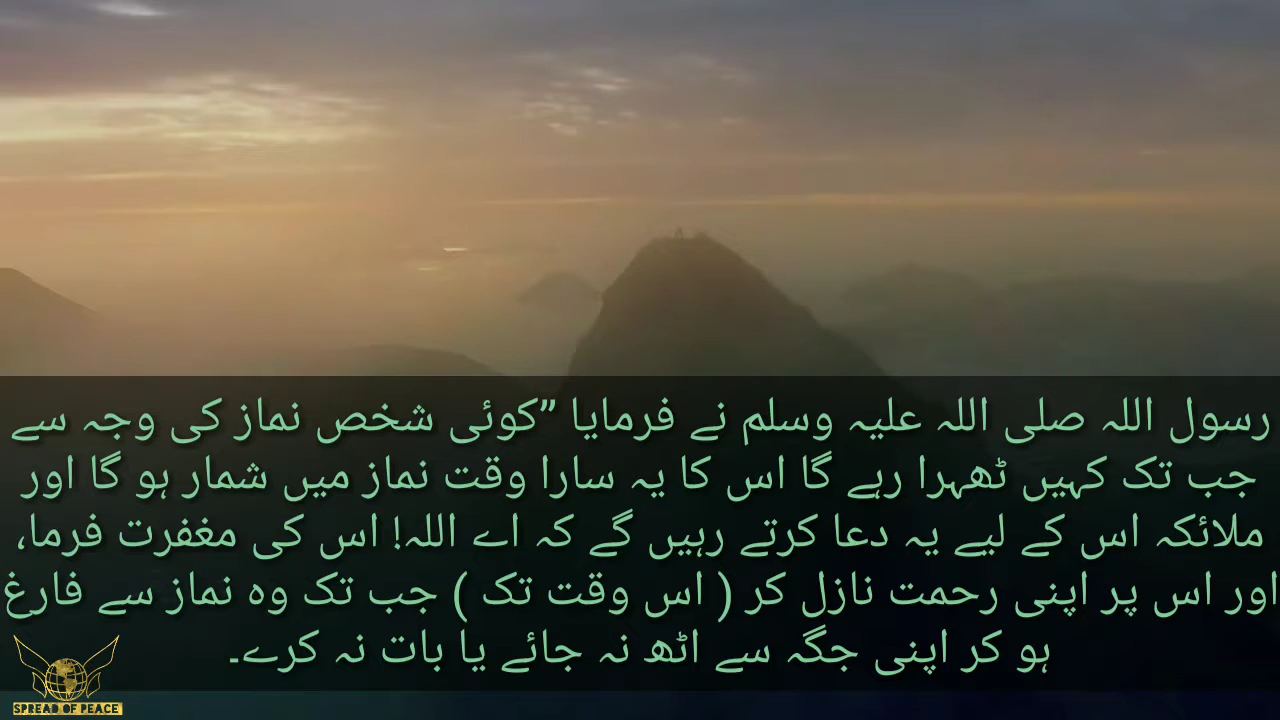 رسول اللہ صلی اللہ علیہ وسلم نے فرمایا ”کوئی شخص نماز کی وجہ سے
جب تک کہیں ٹھہرا رہے گا اس کا یہ سارا وقت نماز میں شمار ہو گا اور
ملائکہ اس کے لیے یہ دعا کرتے رہیں گے کہ اے اللہ! اس کی مغفرت فرما،
اور اس پر اپنی رحمت نازل کر ( اس وقت تک ) جب تک وہ نماز سے فارغ
ہو کر اپنی جگہ سے اٹھ نہ جائے یا بات نہ کرے۔
SPREAD OF PEACE